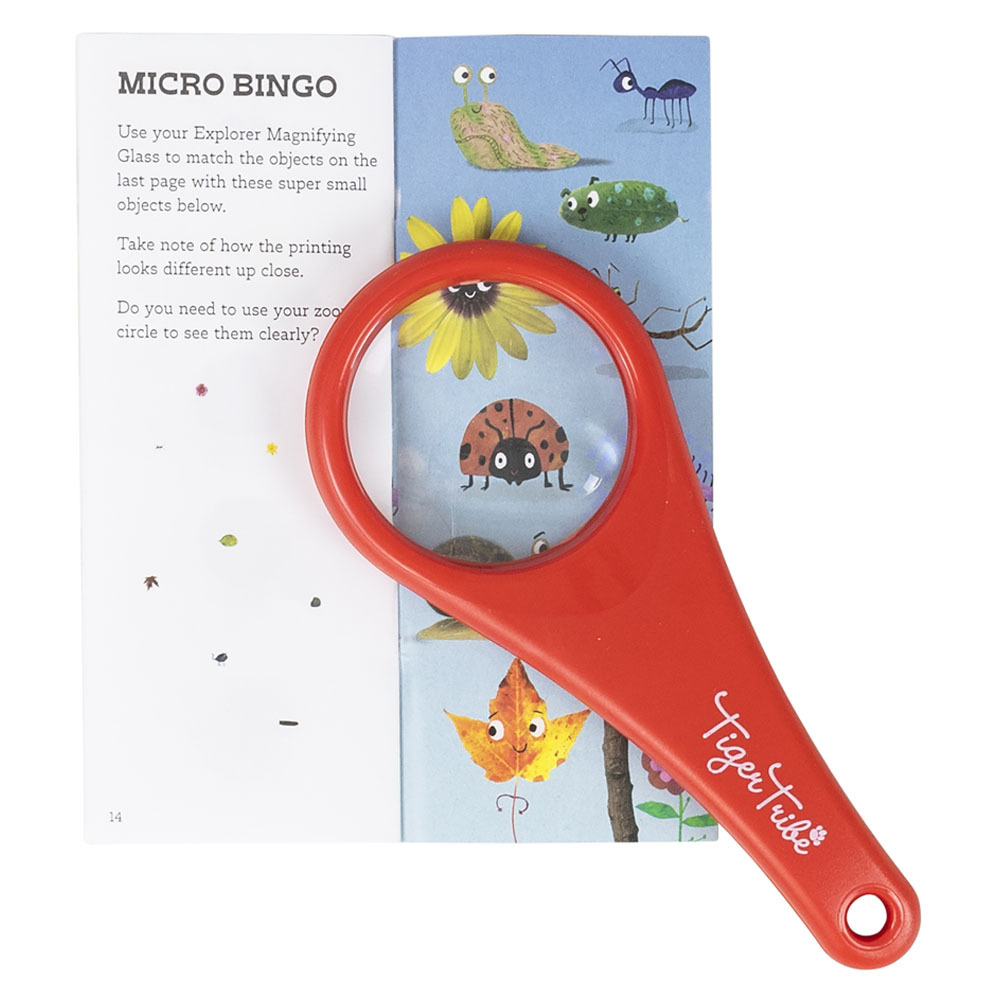 MICRO BINGO
Use your Explorer Magnifying
Glass to match the objects on the
last page with these super small
objects below.
Take note of how the printing
looks different up close.
Do you need to use your
circle to see them clearly?
14
Tiger Tribe